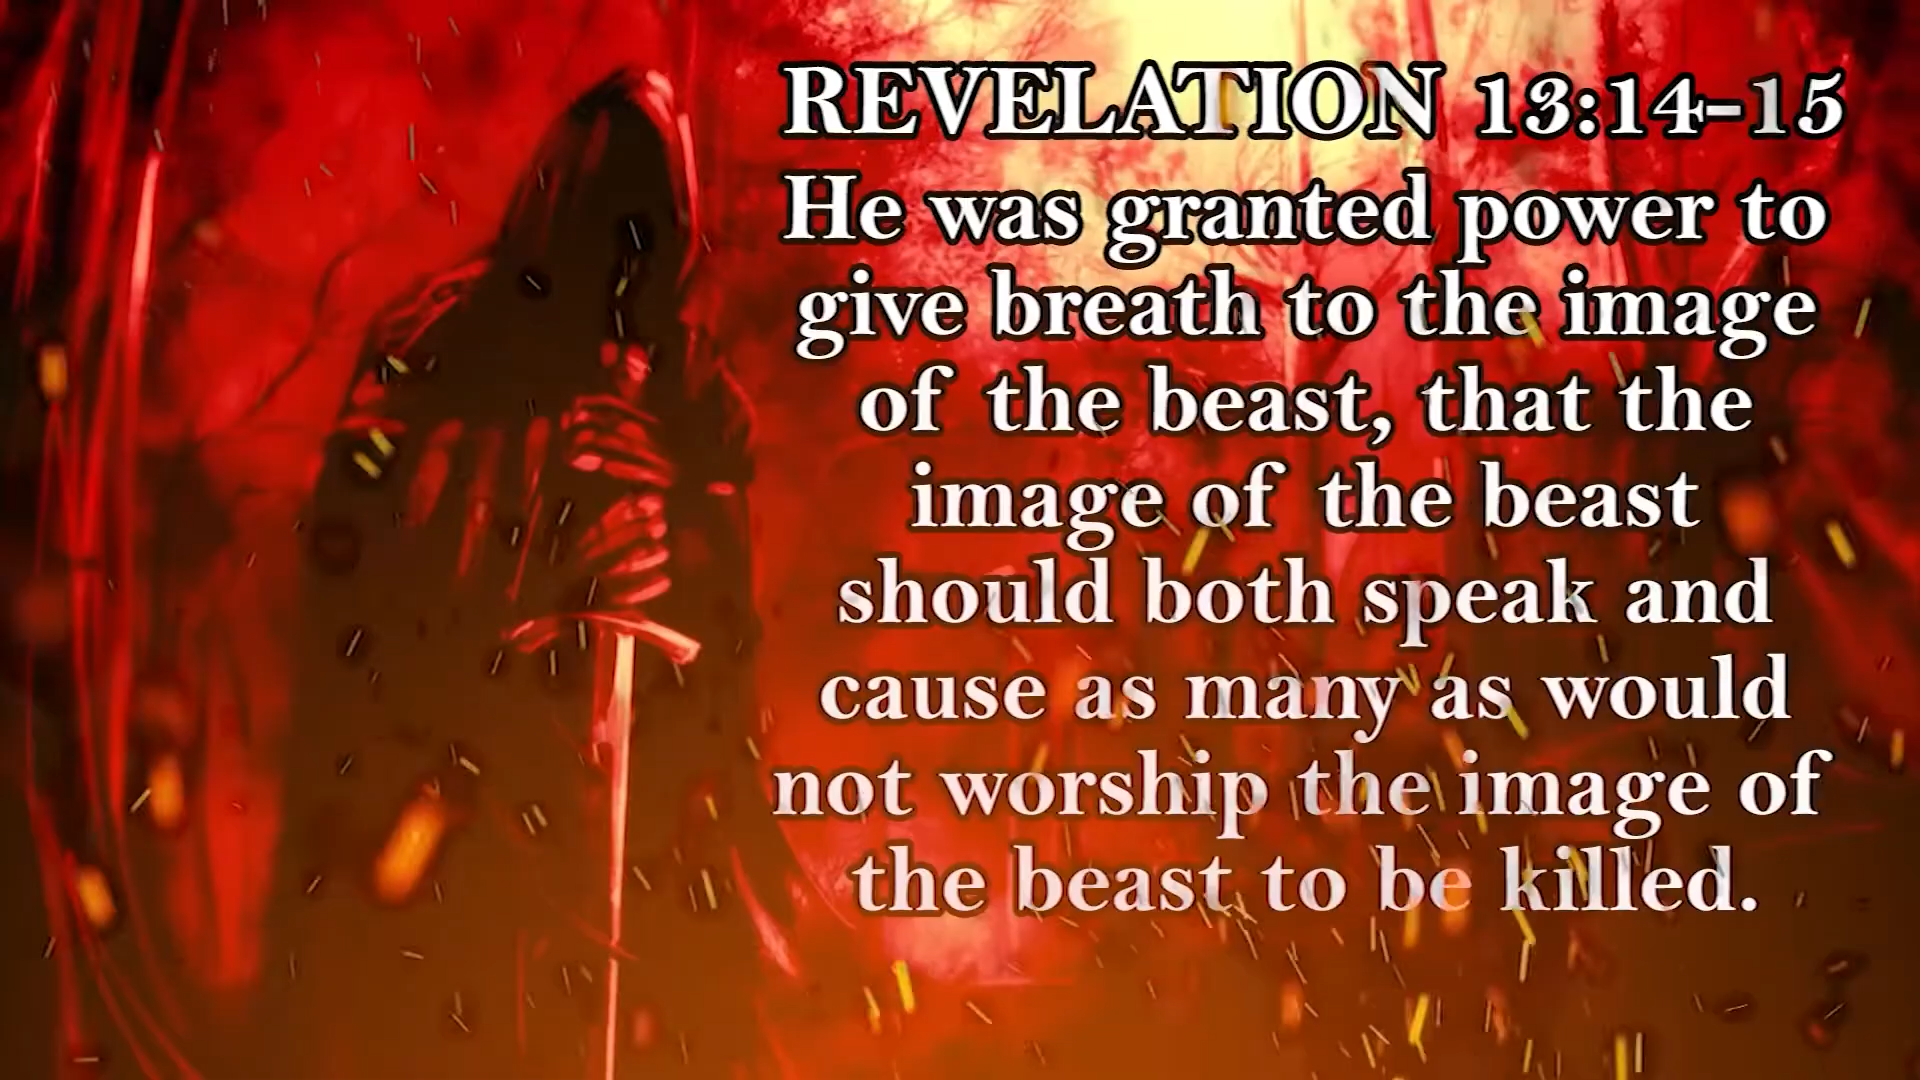 REVELATION 13:14-15
He was granted power to
give breath to the image
of the beast, that the
image of the beast
should both speak and
cause as many as would
not worship the image of
the beast to be killed.